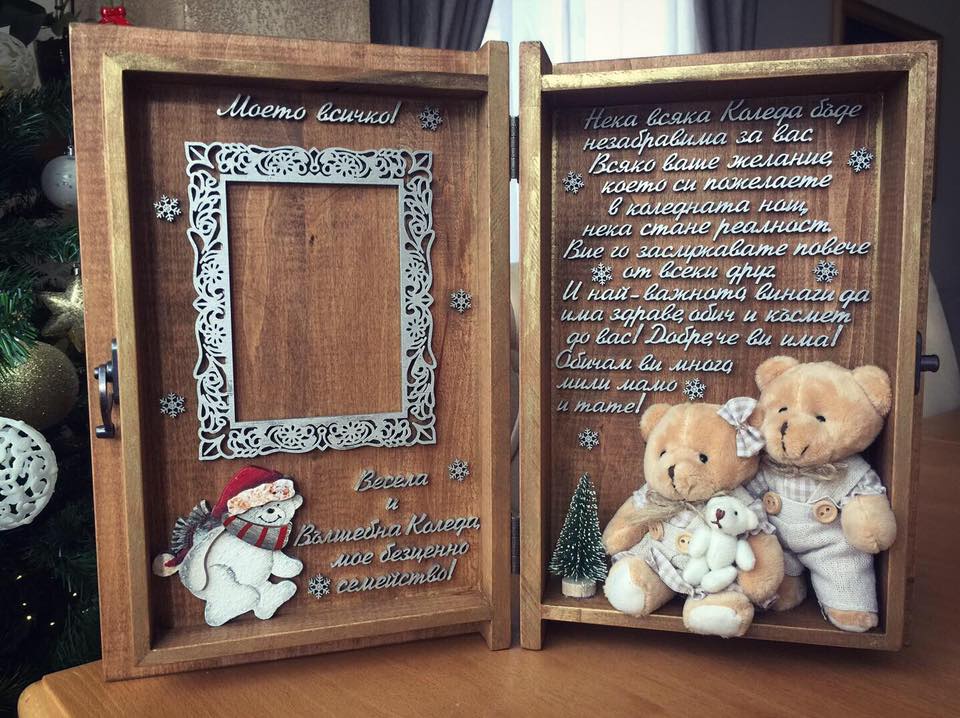 Моето всичко!
Весела
и
Вълшебна Коледа,
мое безценно
семейство!
Нека всяка Коледа бъде
незабравима за вас.
Всяко ваше желание,
което си пожелаете
в коледната нощ,
нека стане реалност.
Вие го заслужавате повече
от всеки друг.
И най-важното, винаги да
има здраве, обич и късмет
до вас! Добре, че ви има!
Обичам ви много,
мили мамо
и тате!